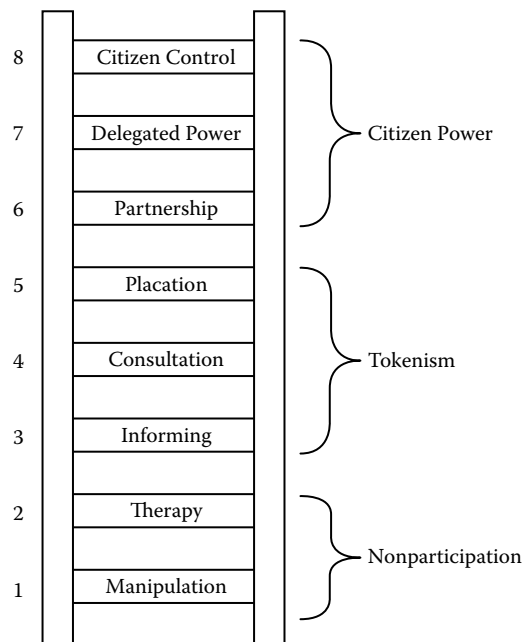 8 Citizen Control
7 Delegated Power
Citizen Power
6 Partnership
5 Placation
4 Consultation
Tokenism
3 Informing
2 Therapy
Nonparticipation
1 Manipulation